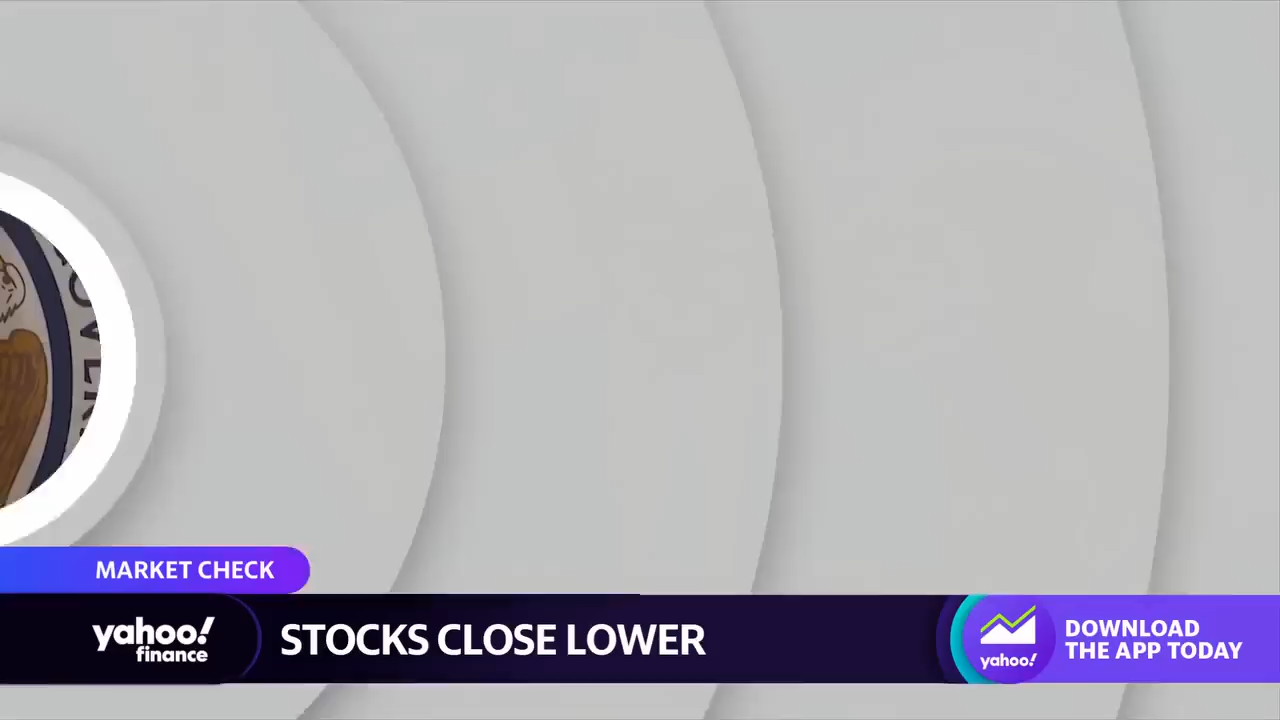 MARKET CHECK
yahoo!
finance
STOCKS CLOSE LOWER
yahoo!
DOWNLOAD
THE APP TODAY